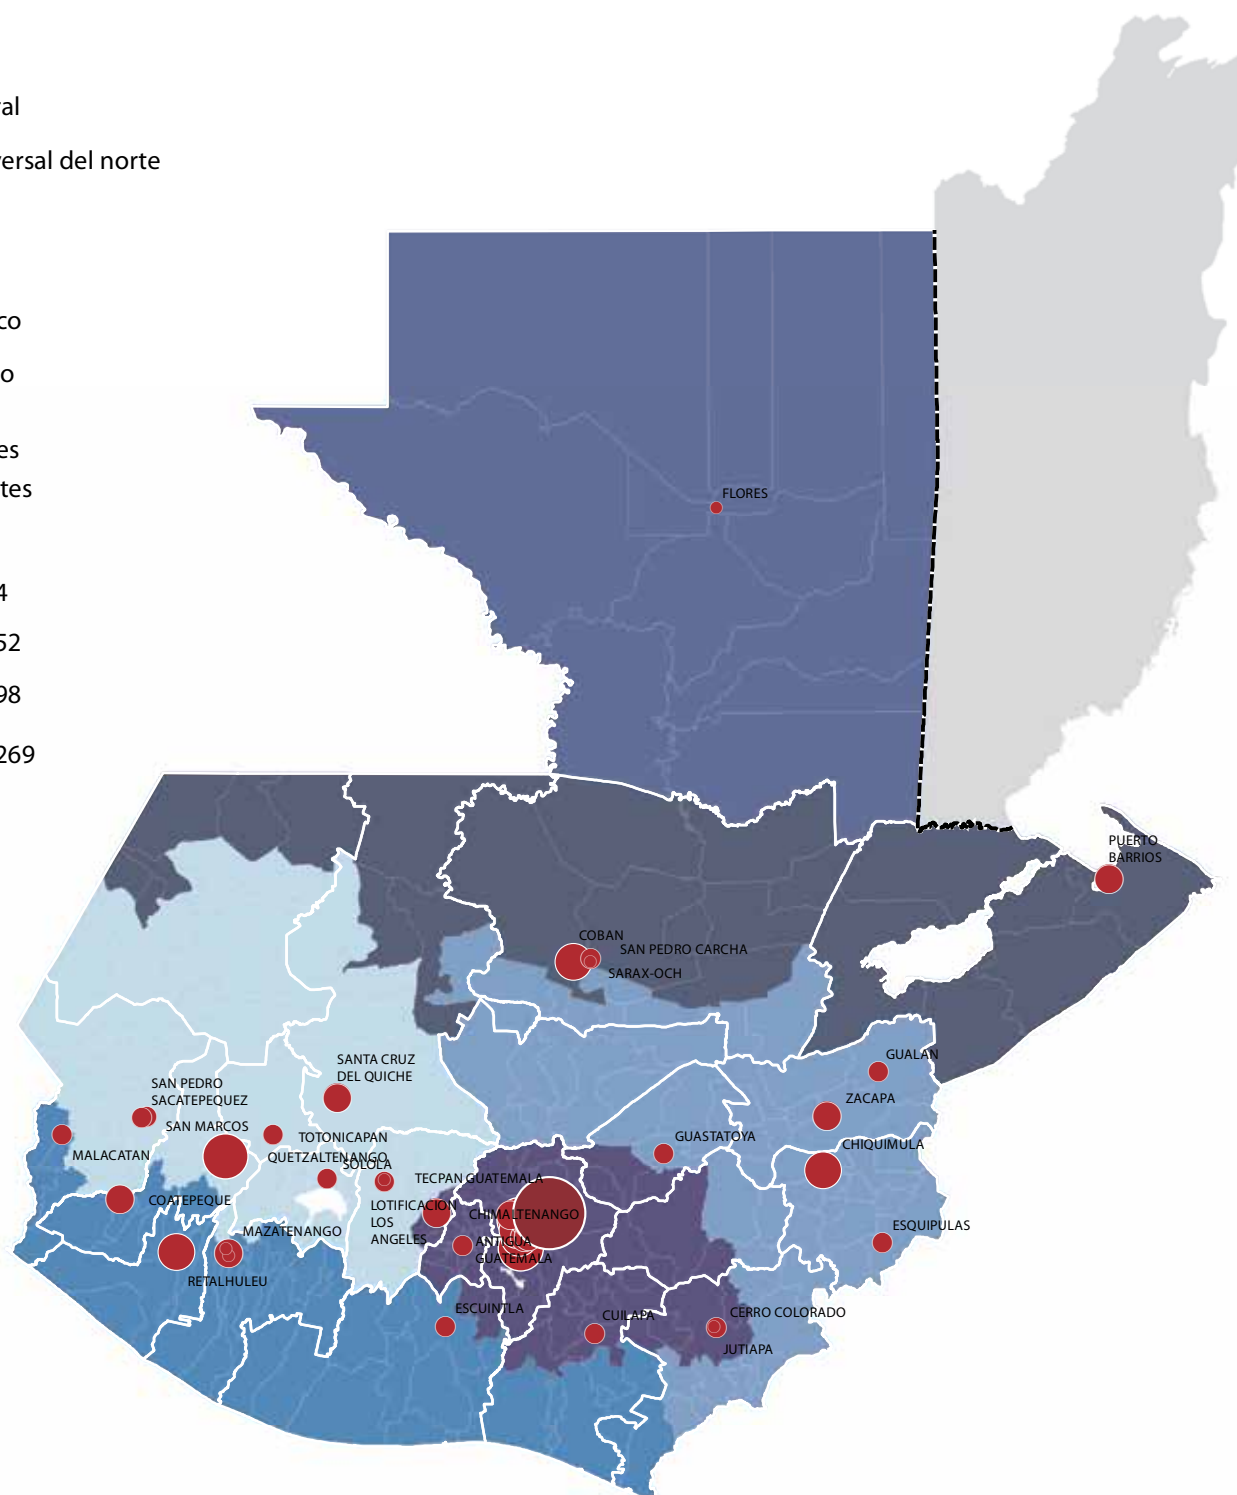 al
ersal del norte
co
o
es
tes
4
52
98
269
FLORES
PUERTO
BARRIOS
COBAN
SAN PEDRO CARCHA
SARAX-OCH
GUALAN
SANTA CRUZ
DEL QUICHE
SAN PEDRO
SACATEPEQUEZ
ZACAPA
SAN MARCOS
TOTONICAPAN
GUASTATOYA
CHIQUIMULA
MALACATAN
QUETZALTENANGO
SOLOLA
TECPAN GUATEMALA
COATEPEQUE
LOTIFICACION
LOS
ANGELES
CHIMALTENANGO
MAZATENANGO
ESQUIPULAS
ANTIGUA
GUATEMALA
RETALHULEU
ESCUINTLA
CUILAPA
CERRO COLORADO
JUTIAPA